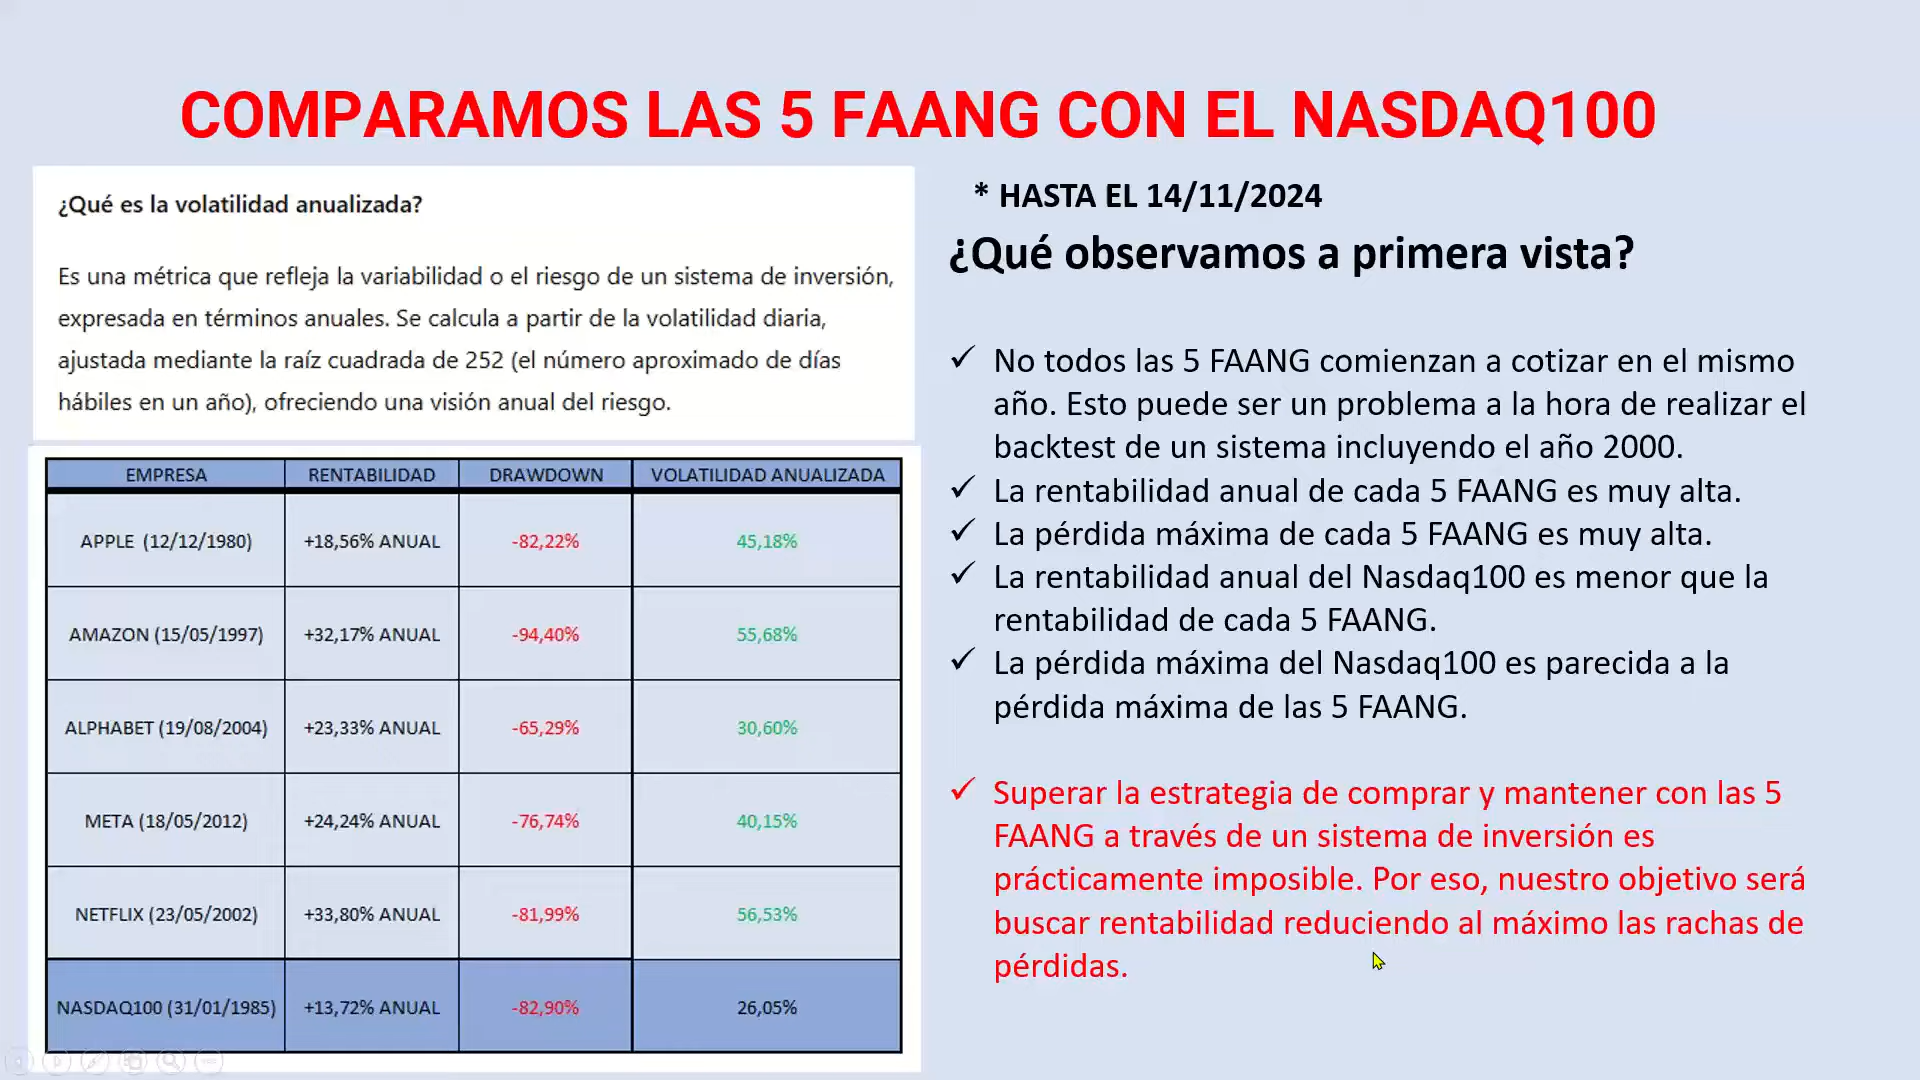 COMPARAMOS LAS 5 FAANG CON EL NASDAQ100
¿Qué es la volatilidad anualizada?
Es una métrica que refleja la variabilidad o el riesgo de un sistema de inversión,
expresada en términos anuales. Se calcula a partir de la volatilidad diaria,
ajustada mediante la raíz cuadrada de 252 (el número aproximado de días
hábiles en un año), ofreciendo una visión anual del riesgo.
EMPRESA RENTABILIDAD DRAWDOWN VOLATILIDAD ANUALIZADA
APPLE (12/12/1980) +18,56% ANUAL -82,22% 45,18%
AMAZON (15/05/1997) +32,17% ANUAL -94,40% 55,68%
ALPHABET (19/08/2004) +23,33% ANUAL -65,29% 30,60%
META (18/05/2012) +24,24% ANUAL -76,74% 40,15%
NETFLIX (23/05/2002) +33,80% ANUAL -81,99% 56,53%
NASDAQ100 (31/01/1985) +13,72% ANUAL -82,90% 26,05%
* HASTA EL 14/11/2024
¿Qué observamos a primera vista?
✓ No todos las 5 FAANG comienzan a cotizar en el mismo
año. Esto puede ser un problema a la hora de realizar el
backtest de un sistema incluyendo el año 2000.
✓ La rentabilidad anual de cada 5 FAANG es muy alta.
✓ La pérdida máxima de cada 5 FAANG es muy alta.
✓ La rentabilidad anual del Nasdaq100 es menor que la
rentabilidad de cada 5 FAANG.
✓ La pérdida máxima del Nasdaq100 es parecida a la
pérdida máxima de las 5 FAANG.
✓ Superar la estrategia de comprar y mantener con las 5
FAANG a través de un sistema de inversión es
prácticamente imposible. Por eso, nuestro objetivo será
buscar rentabilidad reduciendo al máximo las rachas de
pérdidas.